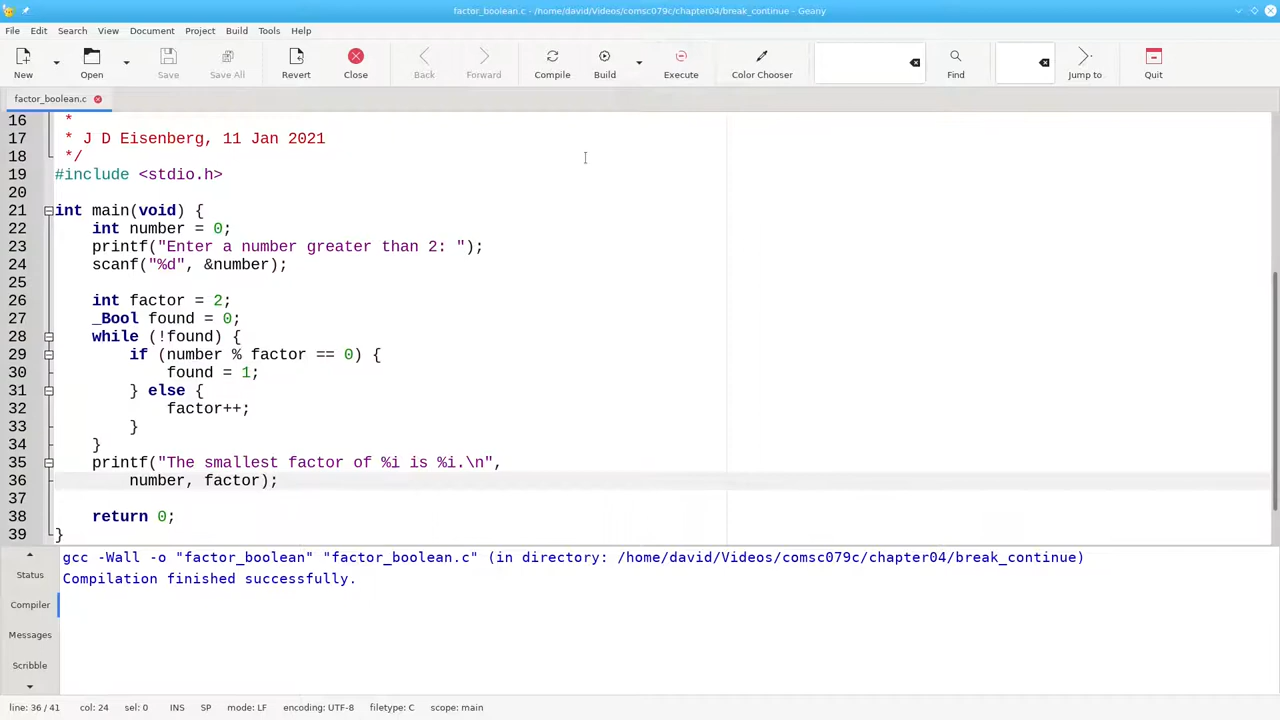 factor_boolean.c - /home/david/Videos/comsc079c/chapter04/break_continue - Geany
File Edit Search View Document Project Build Tools Help
New Open Save Save All Revert Close Back Forward Compile Build Execute Color Chooser Find Jump to Quit
factor_boolean.c
16 *
17 * J D Eisenberg, 11 Jan 2021
18 */
19 #include <stdio.h>
20
21 int main(void) {
22 int number = 0;
23 printf("Enter a number greater than 2: ");
24 scanf("%d", &number);
25
26 int factor = 2;
27 _Bool found = 0;
28 while (!found) {
29 if (number % factor == 0) {
30 found = 1;
31 } else {
32 factor++;
33 }
34 }
35 printf("The smallest factor of %i is %i.\n",
36 number, factor);
37
38 return 0;
39 }
Status
Compiler
Messages
Scribble
gcc -Wall -o "factor_boolean" "factor_boolean.c" (in directory: /home/david/Videos/comsc079c/chapter04/break_continue)
Compilation finished successfully.
line: 36 / 41 col: 24 sel: 0 INS SP mode: LF encoding: UTF-8 filetype: C scope: main